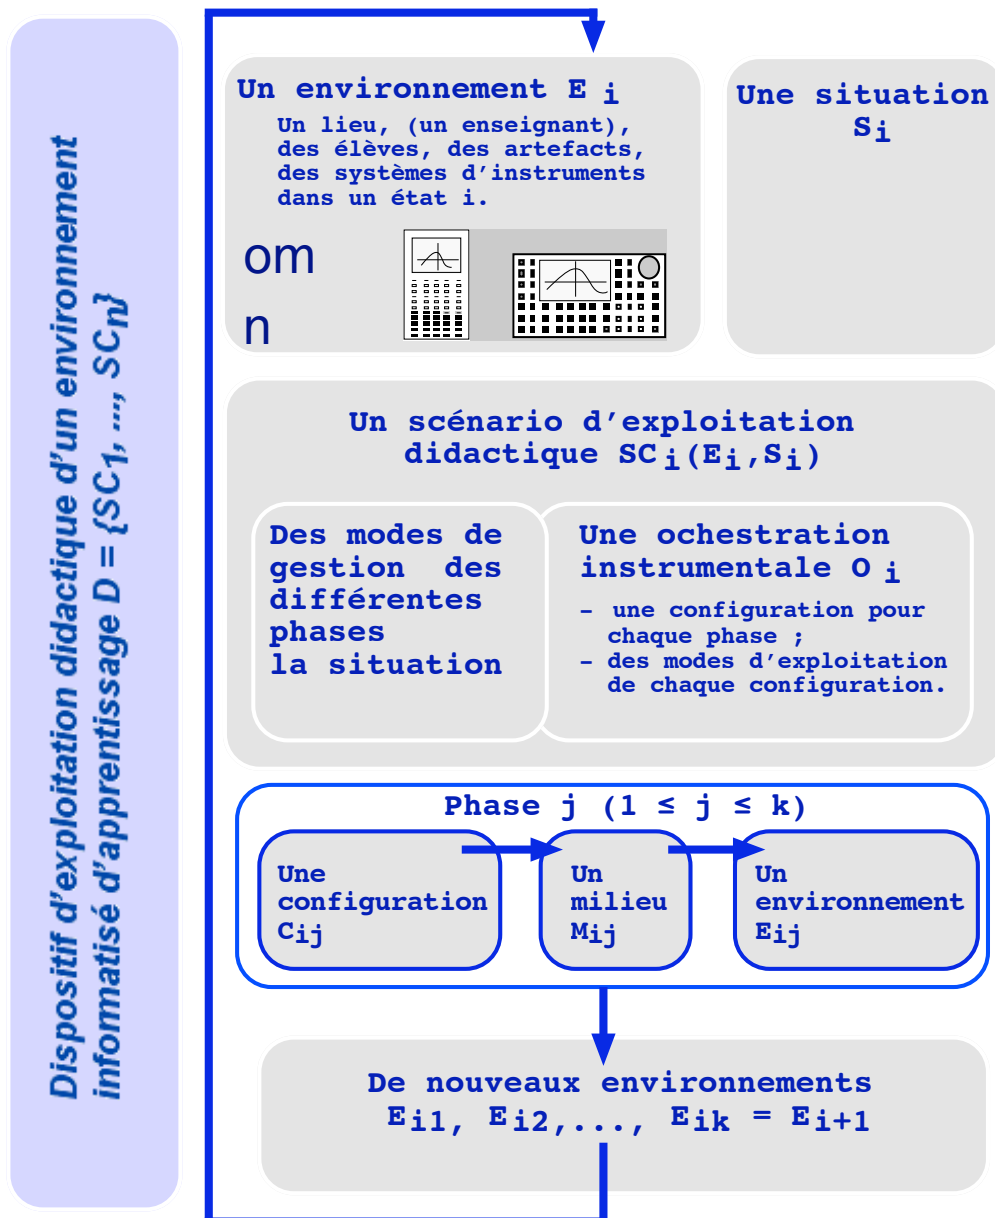 Dispositif d'exploitation didactique d'un environnement
informatisé d'apprentissage D = {SC1, ..., SCn}
Un environnement E i
Un lieu, (un enseignant),
des élèves, des artefacts,
des systèmes d'instruments
dans un état i.
om
n
Une situation
Si
Un scénario d'exploitation
didactique SCi(Ei,Si)
Des modes de
gestion des
différentes
phases
la situation
Une ochestration
instrumentale O i
- une configuration pour
chaque phase ;
- des modes d'exploitation
de chaque configuration.
Phase j (1 ≤ j ≤ k)
Une
configuration
Cij
Un
milieu
Mij
Un
environnement
Eij
De nouveaux environnements
Ei1, Ei2,..., Eik = Ei+1